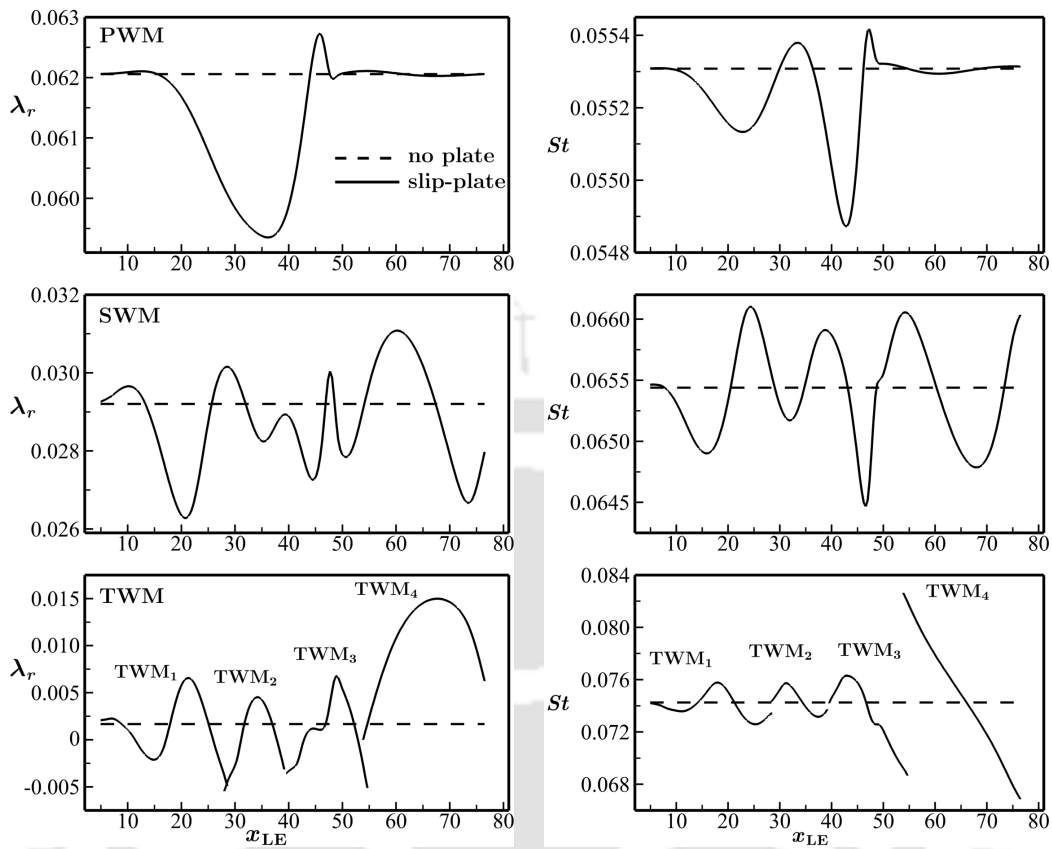 0.063
PWM
0.062
λr
0.061
no plate
slip-plate
0.060
10 20 30 40 50 60 70 80
0.0554
0.0552
St
0.0550
0.0548
10 20 30 40 50 60 70 80
0.032
SWM
0.030
λr
0.028
0.026
10 20 30 40 50 60 70 80
0.0660
0.0655
St
0.0650
0.0645
10 20 30 40 50 60 70 80
0.015
TWM
TWM4
0.010
TWM1
TWM2
TWM3
λr
0.005
0
-0.005
10 20 30 40 50 60 70 80
xLE
0.084
TWM4
0.080
TWM1
TWM2
TWM3
0.076
St
0.072
0.068
10 20 30 40 50 60 70 80
xLE